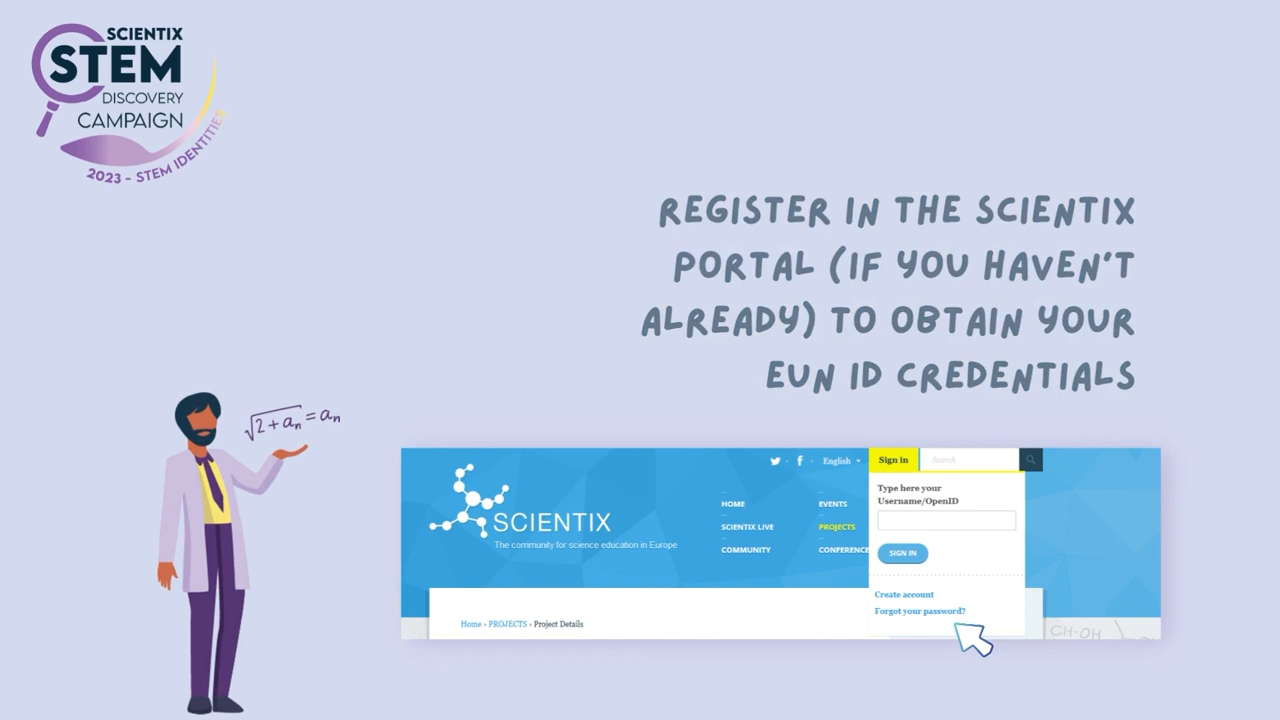 SCIENTIX
STEM
DISCOVERY
CAMPAIGN
2023 - STEM IDENTITIES
REGISTER IN THE SCIENTIX
PORTAL (IF YOU HAVEN'T
ALREADY) TO OBTAIN YOUR
EUN ID CREDENTIALS
√2+aₙ = aₙ
English Sign in Search
Type here your
Username/OpenID
HOME EVENTS
SCIENTIX LIVE PROJECTS
COMMUNITY CONFERENCE
SCIENTIX
The community for science education in Europe
SIGN IN
Create account
Forgot your password?
Home › PROJECTS › Project Details
CH-OH